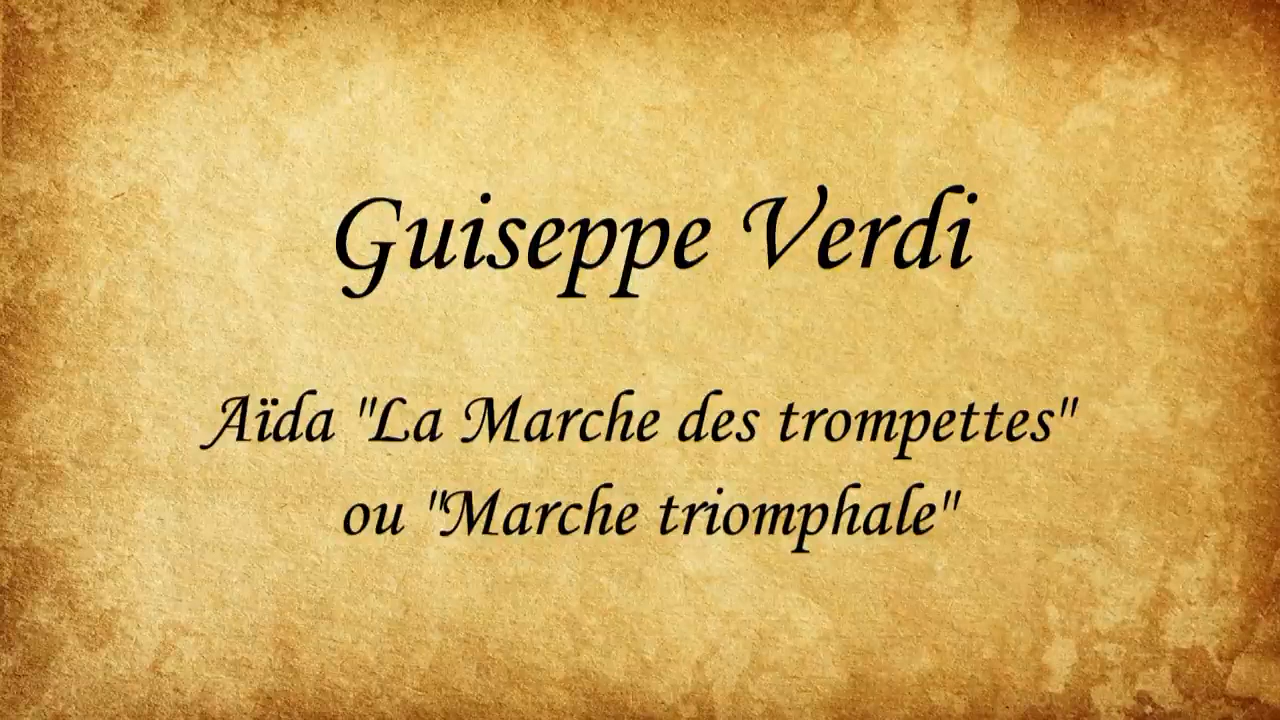 Guiseppe Verdi
Aïda "La Marche des trompettes"
ou "Marche triomphale"